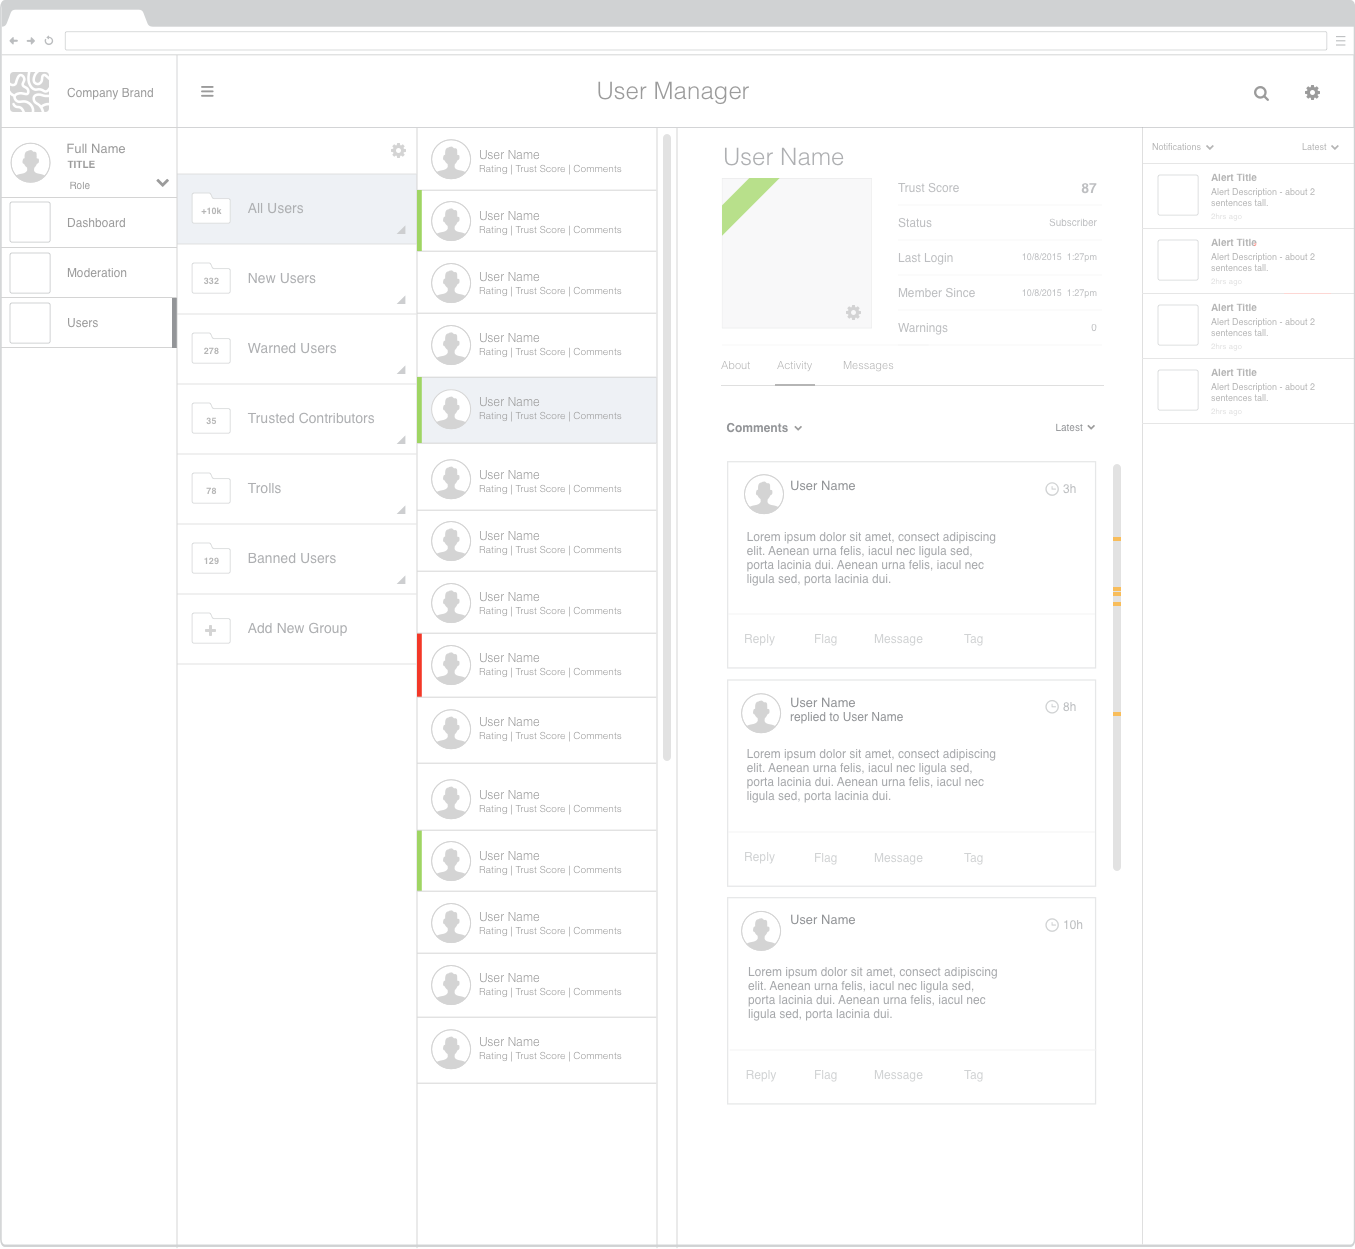 Company Brand
User Manager
Full Name
TITLE
Role
Dashboard
Moderation
Users
+10k
All Users
332
New Users
278
Warned Users
35
Trusted Contributors
78
Trolls
129
Banned Users
Add New Group
User Name
Rating | Trust Score | Comments
User Name
Rating | Trust Score | Comments
User Name
Rating | Trust Score | Comments
User Name
Rating | Trust Score | Comments
User Name
Rating | Trust Score | Comments
User Name
Rating | Trust Score | Comments
User Name
Rating | Trust Score | Comments
User Name
Rating | Trust Score | Comments
User Name
Rating | Trust Score | Comments
User Name
Rating | Trust Score | Comments
User Name
Rating | Trust Score | Comments
User Name
Rating | Trust Score | Comments
User Name
Rating | Trust Score | Comments
User Name
Rating | Trust Score | Comments
User Name
Rating | Trust Score | Comments
User Name
Trust Score 87
Status Subscriber
Last Login 10/8/2015 1:27pm
Member Since 10/8/2015 1:27pm
Warnings 0
About Activity Messages
Comments Latest
User Name 3h
Lorem ipsum dolor sit amet, consect adipiscing
elit. Aenean urna felis, iacul nec ligula sed,
porta lacinia dui. Aenean urna felis, iacul nec
ligula sed, porta lacinia dui.
Reply Flag Message Tag
User Name 8h
replied to User Name
Lorem ipsum dolor sit amet, consect adipiscing
elit. Aenean urna felis, iacul nec ligula sed,
porta lacinia dui. Aenean urna felis, iacul nec
ligula sed, porta lacinia dui.
Reply Flag Message Tag
User Name 10h
Lorem ipsum dolor sit amet, consect adipiscing
elit. Aenean urna felis, iacul nec ligula sed,
porta lacinia dui. Aenean urna felis, iacul nec
ligula sed, porta lacinia dui.
Reply Flag Message Tag
Notifications Latest
Alert Title
Alert Description - about 2
sentences tall.
2hrs ago
Alert Title
Alert Description - about 2
sentences tall.
2hrs ago
Alert Title
Alert Description - about 2
sentences tall.
2hrs ago
Alert Title
Alert Description - about 2
sentences tall.
2hrs ago